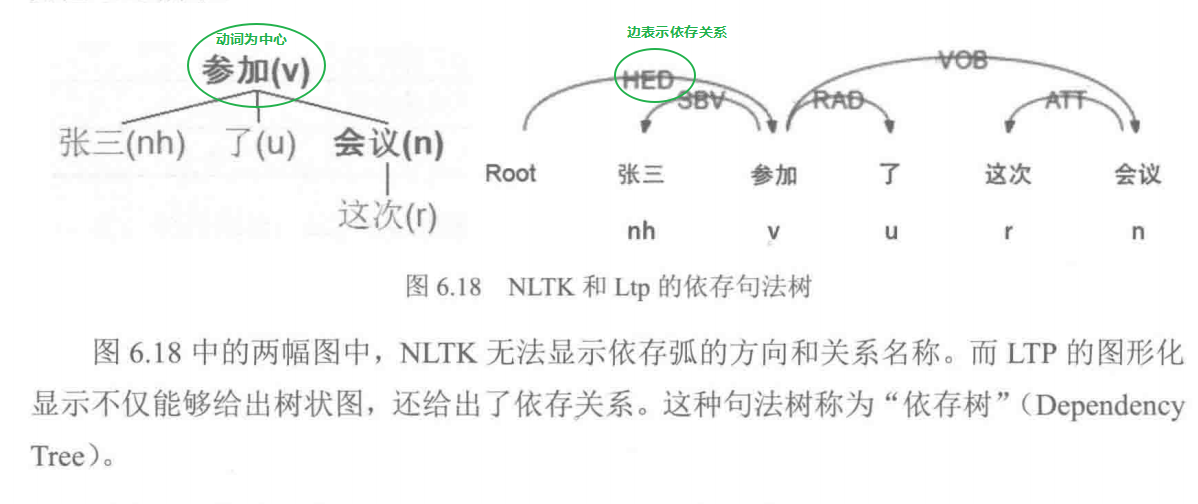 动词为中心
边表示依存关系
参加(v)
张三(nh) 了(u) 会议(n)
这次(r)
HED SBV RAD VOB ATT
Root 张三 参加 了 这次 会议
nh v u r n
图 6.18 NLTK 和 Ltp 的依存句法树
图 6.18 中的两幅图中，NLTK 无法显示依存弧的方向和关系名称。而 LTP 的图形化
显示不仅能够给出树状图，还给出了依存关系。这种句法树称为“依存树”（Dependency
Tree）。